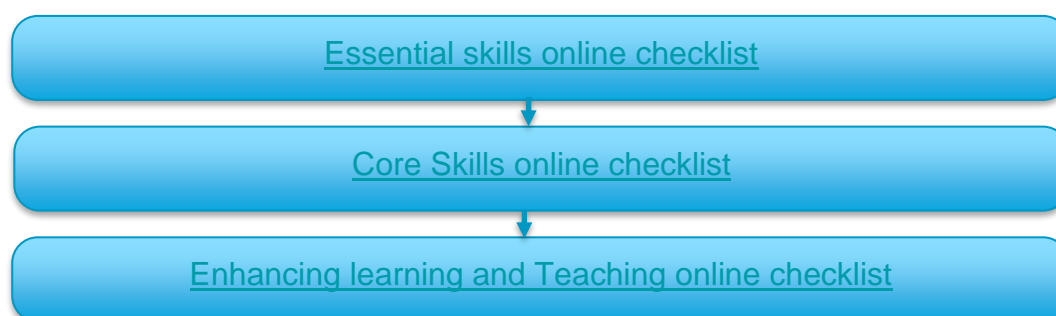 Essential skills online checklist
Core Skills online checklist
Enhancing learning and Teaching online checklist